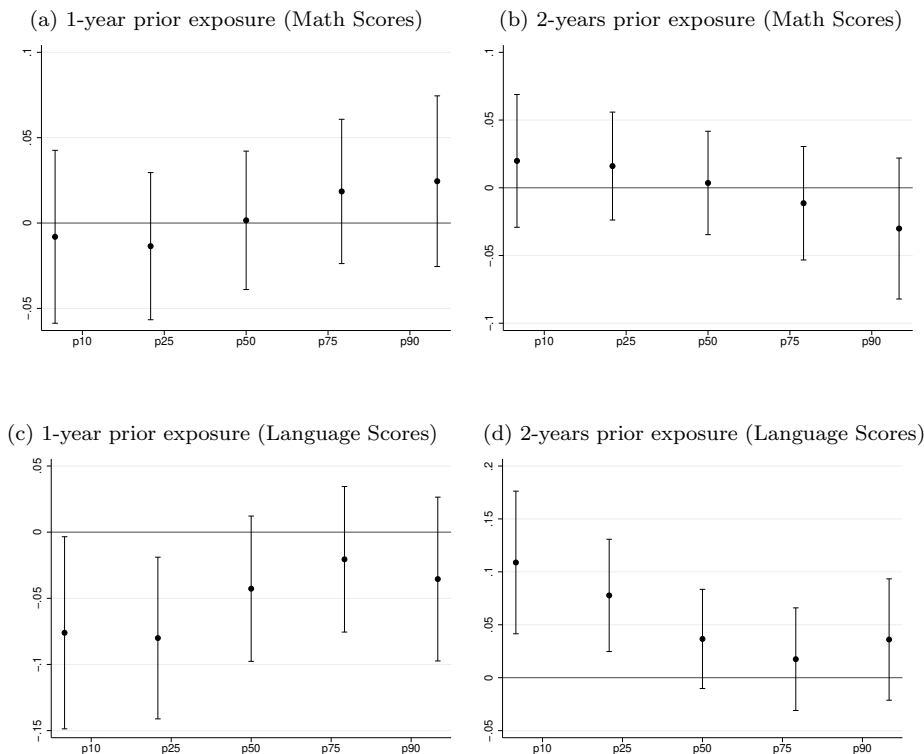 (a) 1-year prior exposure (Math Scores)
.1
.05
0
-.05
p10 p25 p50 p75 p90
(b) 2-years prior exposure (Math Scores)
.1
.05
0
-.05
-.1
p10 p25 p50 p75 p90
(c) 1-year prior exposure (Language Scores)
.05
0
-.05
-.1
-.15
p10 p25 p50 p75 p90
(d) 2-years prior exposure (Language Scores)
.2
.15
.1
.05
0
-.05
p10 p25 p50 p75 p90